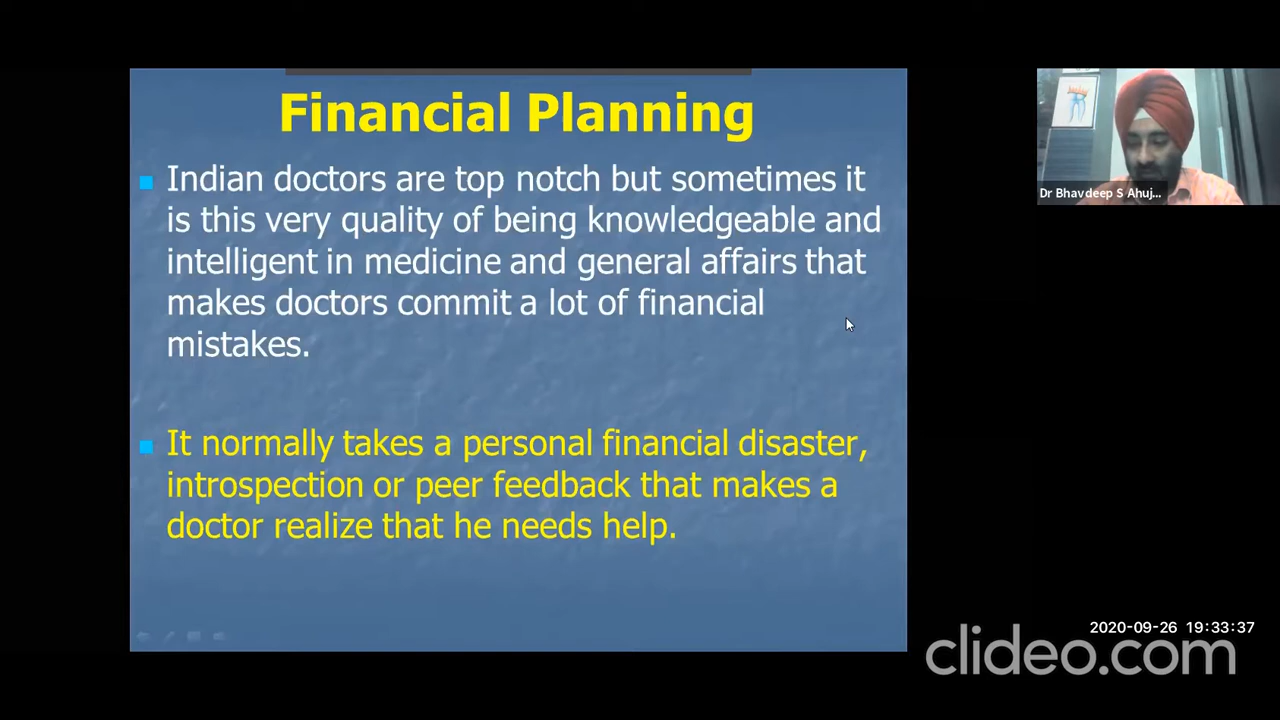 Financial Planning
Indian doctors are top notch but sometimes it
is this very quality of being knowledgeable and
intelligent in medicine and general affairs that
makes doctors commit a lot of financial
mistakes.
It normally takes a personal financial disaster,
introspection or peer feedback that makes a
doctor realize that he needs help.
Dr Bhavdeep S Ahuj...
2020-09-26 19:33:37
clideo.com